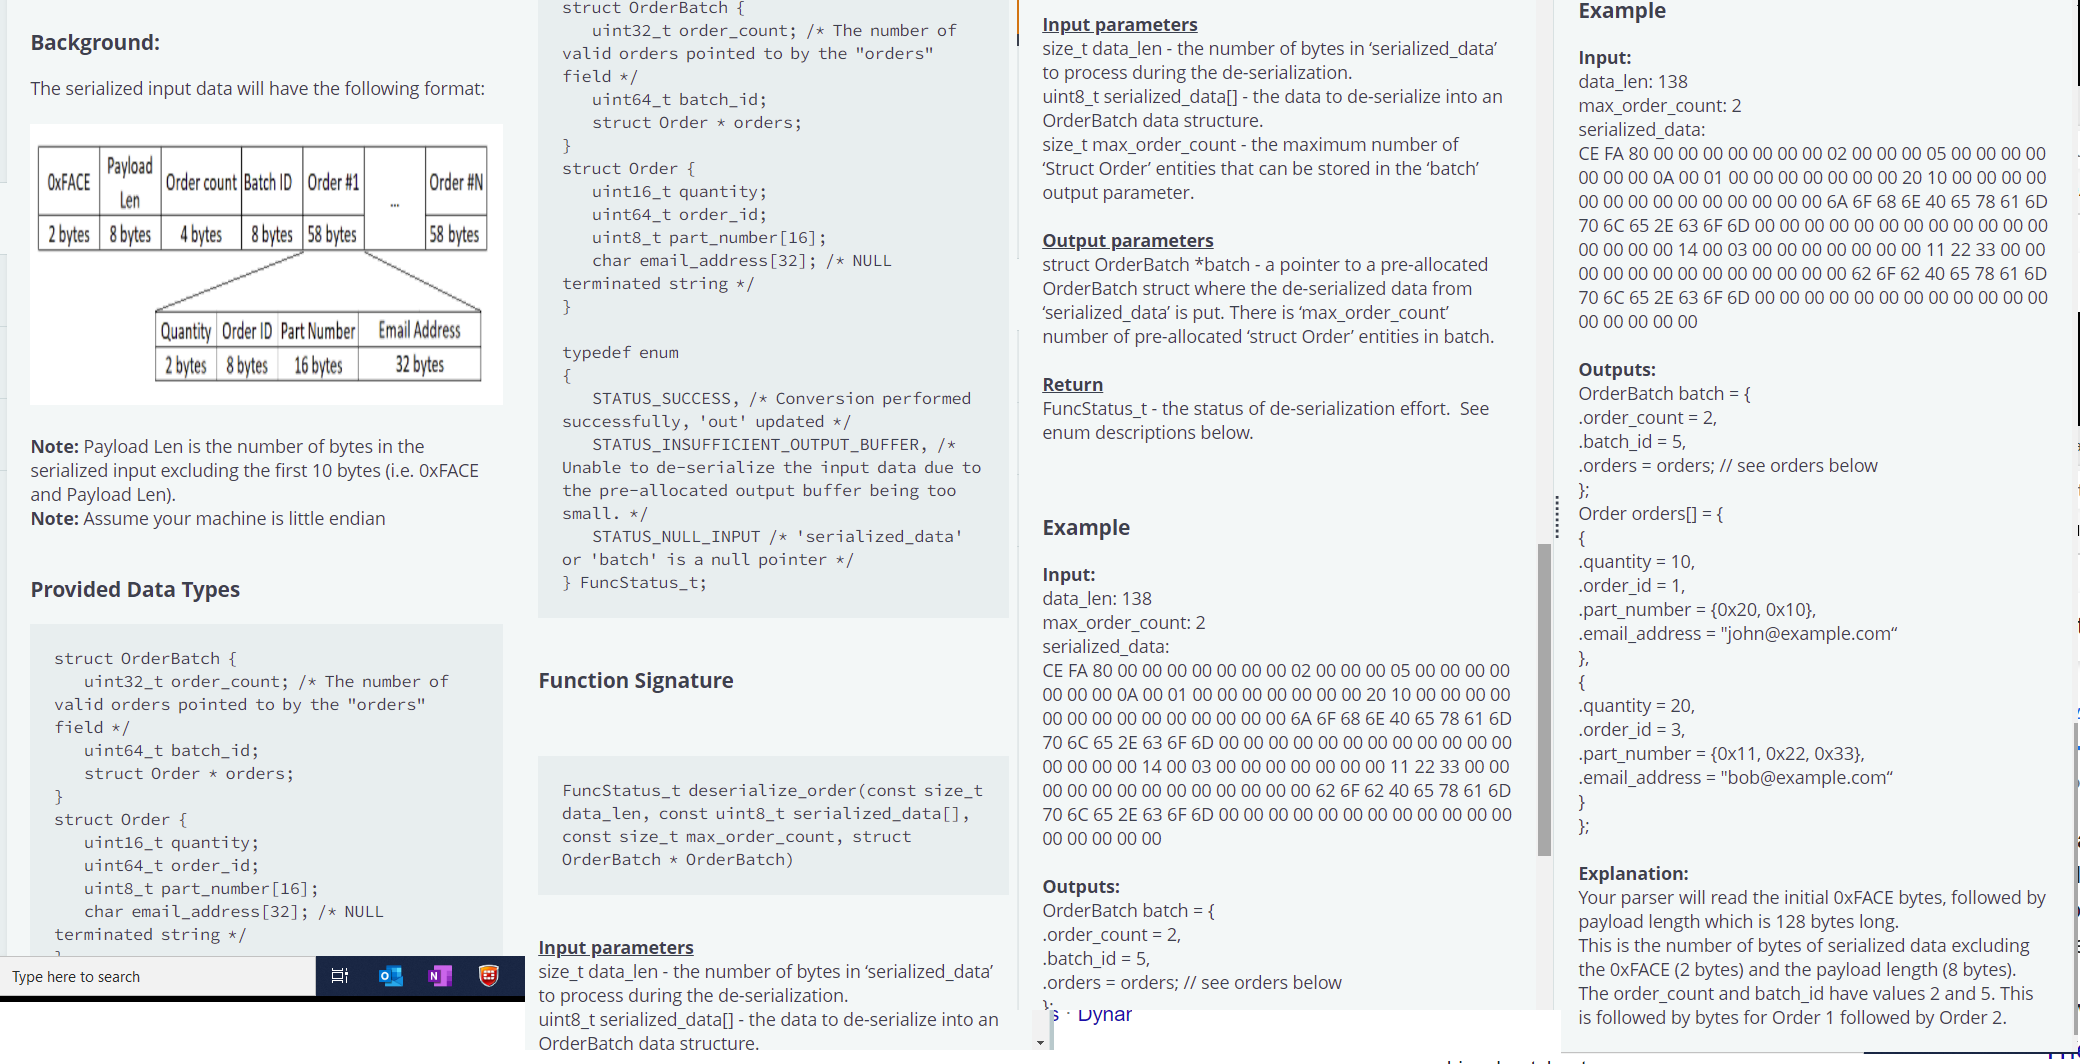 Background:
The serialized input data will have the following format:
0xFACE
Payload
Len
Order count
Batch ID
Order #1
...
Order #N
2 bytes
8 bytes
4 bytes
8 bytes
58 bytes
58 bytes
Quantity
Order ID
Part Number
Email Address
2 bytes
8 bytes
16 bytes
32 bytes
Note: Payload Len is the number of bytes in the
serialized input excluding the first 10 bytes (i.e. 0xFACE
and Payload Len).
Note: Assume your machine is little endian
Provided Data Types
struct OrderBatch {
uint32_t order_count; /* The number of
valid orders pointed to by the "orders"
field */
uint64_t batch_id;
struct Order * orders;
}
struct Order {
uint16_t quantity;
uint64_t order_id;
uint8_t part_number[16];
char email_address[32]; /* NULL
terminated string */
Type here to search
struct OrderBatch {
uint32_t order_count; /* The number of
valid orders pointed to by the "orders"
field */
uint64_t batch_id;
struct Order * orders;
}
struct Order {
uint16_t quantity;
uint64_t order_id;
uint8_t part_number[16];
char email_address[32]; /* NULL
terminated string */
}
typedef enum
{
STATUS_SUCCESS, /* Conversion performed
successfully, 'out' updated */
STATUS_INSUFFICIENT_OUTPUT_BUFFER, /*
Unable to de-serialize the input data due to
the pre-allocated output buffer being too
small. */
STATUS_NULL_INPUT /* 'serialized_data'
or 'batch' is a null pointer */
} FuncStatus_t;
Function Signature
FuncStatus_t deserialize_order(const size_t
data_len, const uint8_t serialized_data[],
const size_t max_order_count, struct
OrderBatch * OrderBatch)
Input parameters
size_t data_len - the number of bytes in ‘serialized_data’
to process during the de-serialization.
uint8_t serialized_data[] - the data to de-serialize into an
OrderBatch data structure.
Input parameters
size_t data_len - the number of bytes in ‘serialized_data’
to process during the de-serialization.
uint8_t serialized_data[] - the data to de-serialize into an
OrderBatch data structure.
size_t max_order_count - the maximum number of
‘Struct Order’ entities that can be stored in the ‘batch’
output parameter.
Output parameters
struct OrderBatch *batch - a pointer to a pre-allocated
OrderBatch struct where the de-serialized data from
‘serialized_data’ is put. There is ‘max_order_count’
number of pre-allocated ‘struct Order’ entities in batch.
Return
FuncStatus_t - the status of de-serialization effort. See
enum descriptions below.
Example
Input:
data_len: 138
max_order_count: 2
serialized_data:
CE FA 80 00 00 00 00 00 00 00 02 00 00 00 05 00 00 00 00
00 00 00 0A 00 01 00 00 00 00 00 00 00 20 10 00 00 00 00
00 00 00 00 00 00 00 00 00 00 6A 6F 68 6E 40 65 78 61 6D
70 6C 65 2E 63 6F 6D 00 00 00 00 00 00 00 00 00 00 00 00
00 00 00 00 14 00 03 00 00 00 00 00 00 00 11 22 33 00 00
00 00 00 00 00 00 00 00 00 00 00 62 6F 62 40 65 78 61 6D
70 6C 65 2E 63 6F 6D 00 00 00 00 00 00 00 00 00 00 00 00
00 00 00 00 00
Outputs:
OrderBatch batch = {
.order_count = 2,
.batch_id = 5,
.orders = orders; // see orders below
};
s · Dynar
Example
Input:
data_len: 138
max_order_count: 2
serialized_data:
CE FA 80 00 00 00 00 00 00 00 02 00 00 00 05 00 00 00 00
00 00 00 0A 00 01 00 00 00 00 00 00 00 20 10 00 00 00 00
00 00 00 00 00 00 00 00 00 00 6A 6F 68 6E 40 65 78 61 6D
70 6C 65 2E 63 6F 6D 00 00 00 00 00 00 00 00 00 00 00 00
00 00 00 00 14 00 03 00 00 00 00 00 00 00 11 22 33 00 00
00 00 00 00 00 00 00 00 00 00 00 62 6F 62 40 65 78 61 6D
70 6C 65 2E 63 6F 6D 00 00 00 00 00 00 00 00 00 00 00 00
00 00 00 00 00
Outputs:
OrderBatch batch = {
.order_count = 2,
.batch_id = 5,
.orders = orders; // see orders below
};
Order orders[] = {
{
.quantity = 10,
.order_id = 1,
.part_number = {0x20, 0x10},
.email_address = "john@example.com“
},
{
.quantity = 20,
.order_id = 3,
.part_number = {0x11, 0x22, 0x33},
.email_address = "bob@example.com“
}
};
Explanation:
Your parser will read the initial 0xFACE bytes, followed by
payload length which is 128 bytes long.
This is the number of bytes of serialized data excluding
the 0xFACE (2 bytes) and the payload length (8 bytes).
The order_count and batch_id have values 2 and 5. This
is followed by bytes for Order 1 followed by Order 2.